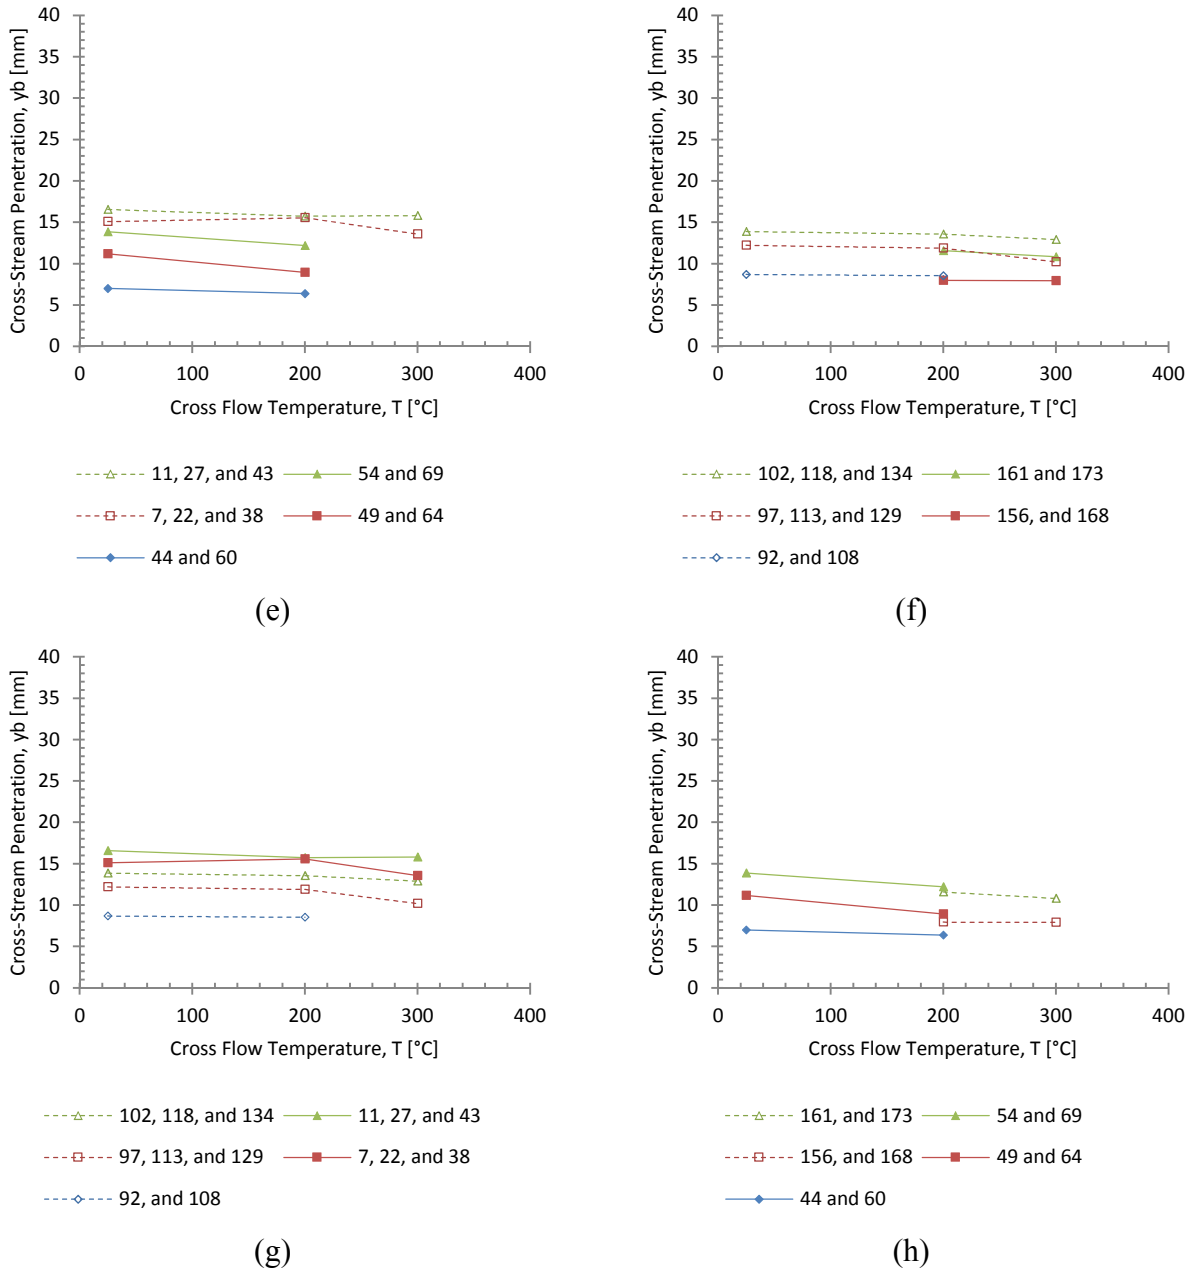 Cross-Stream Penetration, yb [mm]
40
35
30
25
20
15
10
5
0
0 100 200 300 400
Cross Flow Temperature, T [°C]
11, 27, and 43 54 and 69
7, 22, and 38 49 and 64
44 and 60
(e)
Cross-Stream Penetration, yb [mm]
40
35
30
25
20
15
10
5
0
0 100 200 300 400
Cross Flow Temperature, T [°C]
102, 118, and 134 161 and 173
97, 113, and 129 156, and 168
92, and 108
(f)
Cross-Stream Penetration, yb [mm]
40
35
30
25
20
15
10
5
0
0 100 200 300 400
Cross Flow Temperature, T [°C]
102, 118, and 134 11, 27, and 43
97, 113, and 129 7, 22, and 38
92, and 108
(g)
Cross-Stream Penetration, yb [mm]
40
35
30
25
20
15
10
5
0
0 100 200 300 400
Cross Flow Temperature, T [°C]
161, and 173 54 and 69
156, and 168 49 and 64
44 and 60
(h)